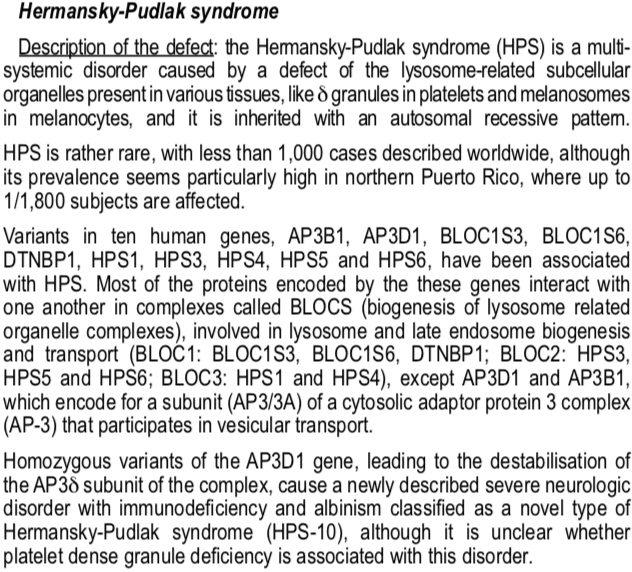 Hermansky-Pudlak syndrome
Description of the defect: the Hermansky-Pudlak syndrome (HPS) is a multi-
systemic disorder caused by a defect of the lysosome-related subcellular
organelles present in various tissues, like δ granules in platelets and melanosomes
in melanocytes, and it is inherited with an autosomal recessive pattern.
HPS is rather rare, with less than 1,000 cases described worldwide, although
its prevalence seems particularly high in northern Puerto Rico, where up to
1/1,800 subjects are affected.
Variants in ten human genes, AP3B1, AP3D1, BLOC1S3, BLOC1S6,
DTNBP1, HPS1, HPS3, HPS4, HPS5 and HPS6, have been associated
with HPS. Most of the proteins encoded by the these genes interact with
one another in complexes called BLOCS (biogenesis of lysosome related
organelle complexes), involved in lysosome and late endosome biogenesis
and transport (BLOC1: BLOC1S3, BLOC1S6, DTNBP1; BLOC2: HPS3,
HPS5 and HPS6; BLOC3: HPS1 and HPS4), except AP3D1 and AP3B1,
which encode for a subunit (AP3/3A) of a cytosolic adaptor protein 3 complex
(AP-3) that participates in vesicular transport.
Homozygous variants of the AP3D1 gene, leading to the destabilisation of
the AP3δ subunit of the complex, cause a newly described severe neurologic
disorder with immunodeficiency and albinism classified as a novel type of
Hermansky-Pudlak syndrome (HPS-10), although it is unclear whether
platelet dense granule deficiency is associated with this disorder.